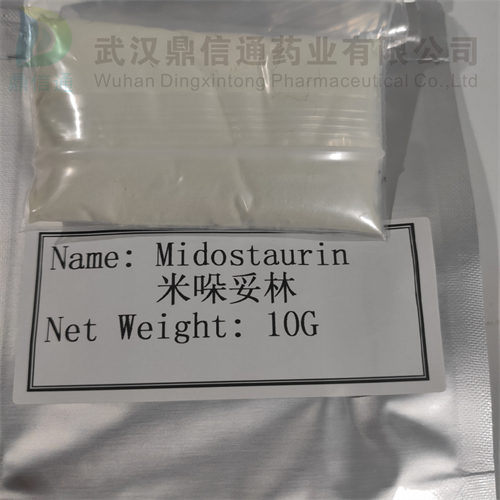 武汉鼎信通药业有限公司
Wuhan Dingxintong Pharmaceutical Co.,Ltd
Name: Midostaurin
米哚妥林
Net Weight: 10G